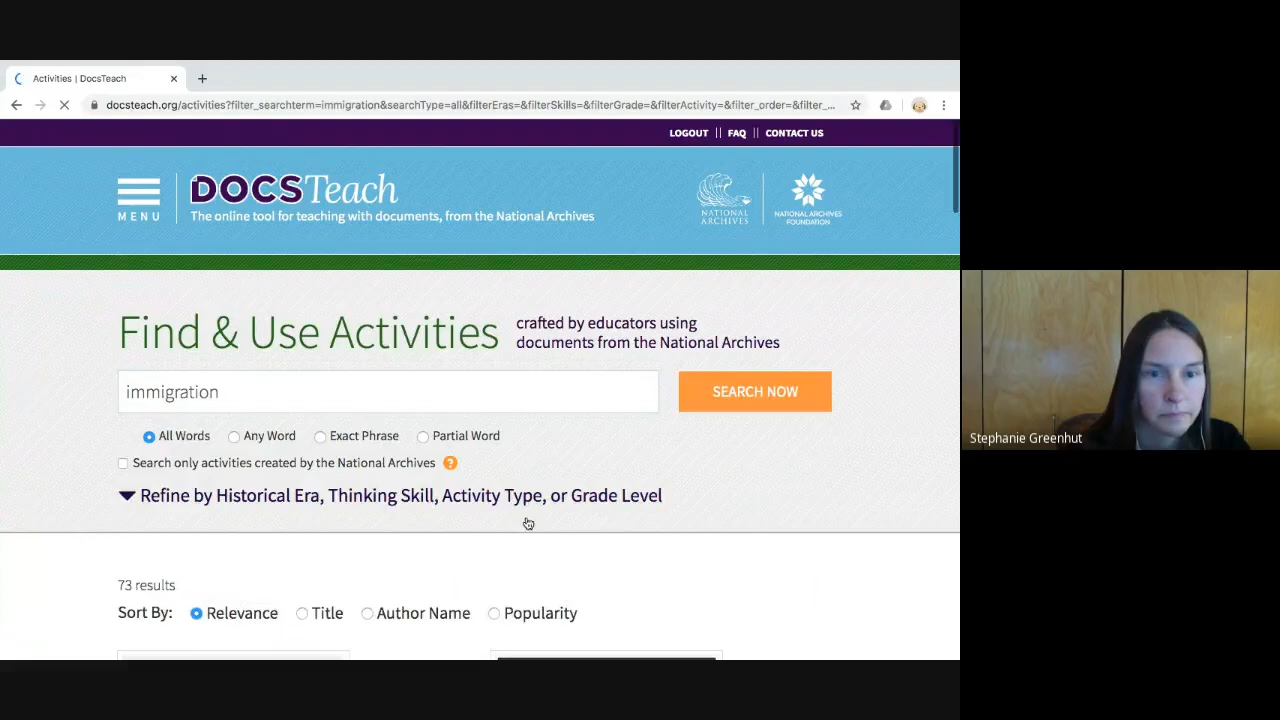 Activities | DocsTeach
docsteach.org/activities?filter_searchterm=immigration&searchType=all&filterEras=&filterSkills=&filterGrade=&filterActivity=&filter_order=&filter_...
LOGOUT || FAQ || CONTACT US
MENU
DOCSTeach
The online tool for teaching with documents, from the National Archives
NATIONAL ARCHIVES
NATIONAL ARCHIVES FOUNDATION
Find & Use Activities
crafted by educators using
documents from the National Archives
immigration
SEARCH NOW
All Words Any Word Exact Phrase Partial Word
Search only activities created by the National Archives ?
Refine by Historical Era, Thinking Skill, Activity Type, or Grade Level
73 results
Sort By: Relevance Title Author Name Popularity
Stephanie Greenhut